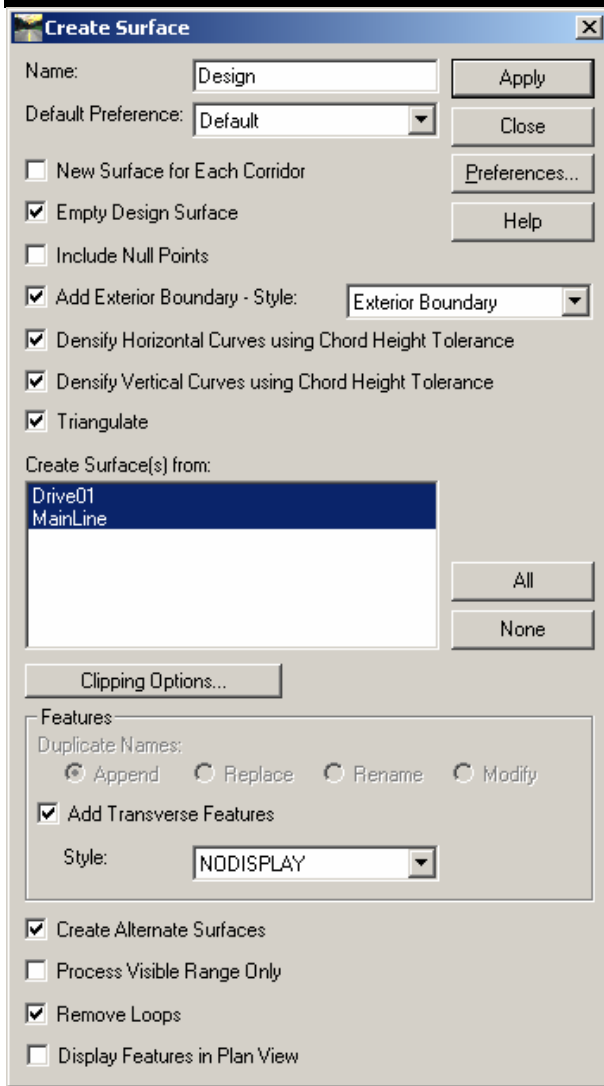 Create Surface
Name: Design Apply
Default Preference: Default Close
New Surface for Each Corridor Preferences...
Empty Design Surface Help
Include Null Points
Add Exterior Boundary - Style: Exterior Boundary
Densify Horizontal Curves using Chord Height Tolerance
Densify Vertical Curves using Chord Height Tolerance
Triangulate
Create Surface(s) from:
Drive01
MainLine
All
None
Clipping Options...
Features
Duplicate Names:
Append Replace Rename Modify
Add Transverse Features
Style: NODISPLAY
Create Alternate Surfaces
Process Visible Range Only
Remove Loops
Display Features in Plan View